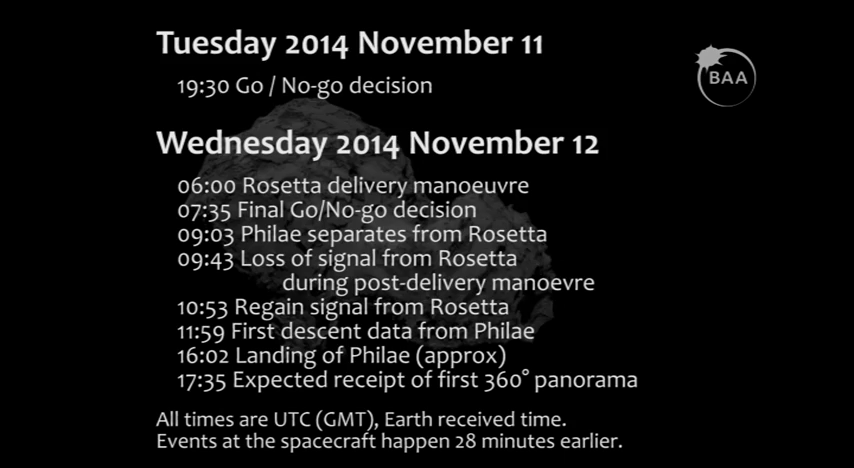 Tuesday 2014 November 11
BAA
19:30 Go / No-go decision
Wednesday 2014 November 12
06:00 Rosetta delivery manoeuvre
07:35 Final Go/No-go decision
09:03 Philae separates from Rosetta
09:43 Loss of signal from Rosetta
during post-delivery manoevre
10:53 Regain signal from Rosetta
11:59 First descent data from Philae
16:02 Landing of Philae (approx)
17:35 Expected receipt of first 360° panorama
All times are UTC (GMT), Earth received time.
Events at the spacecraft happen 28 minutes earlier.